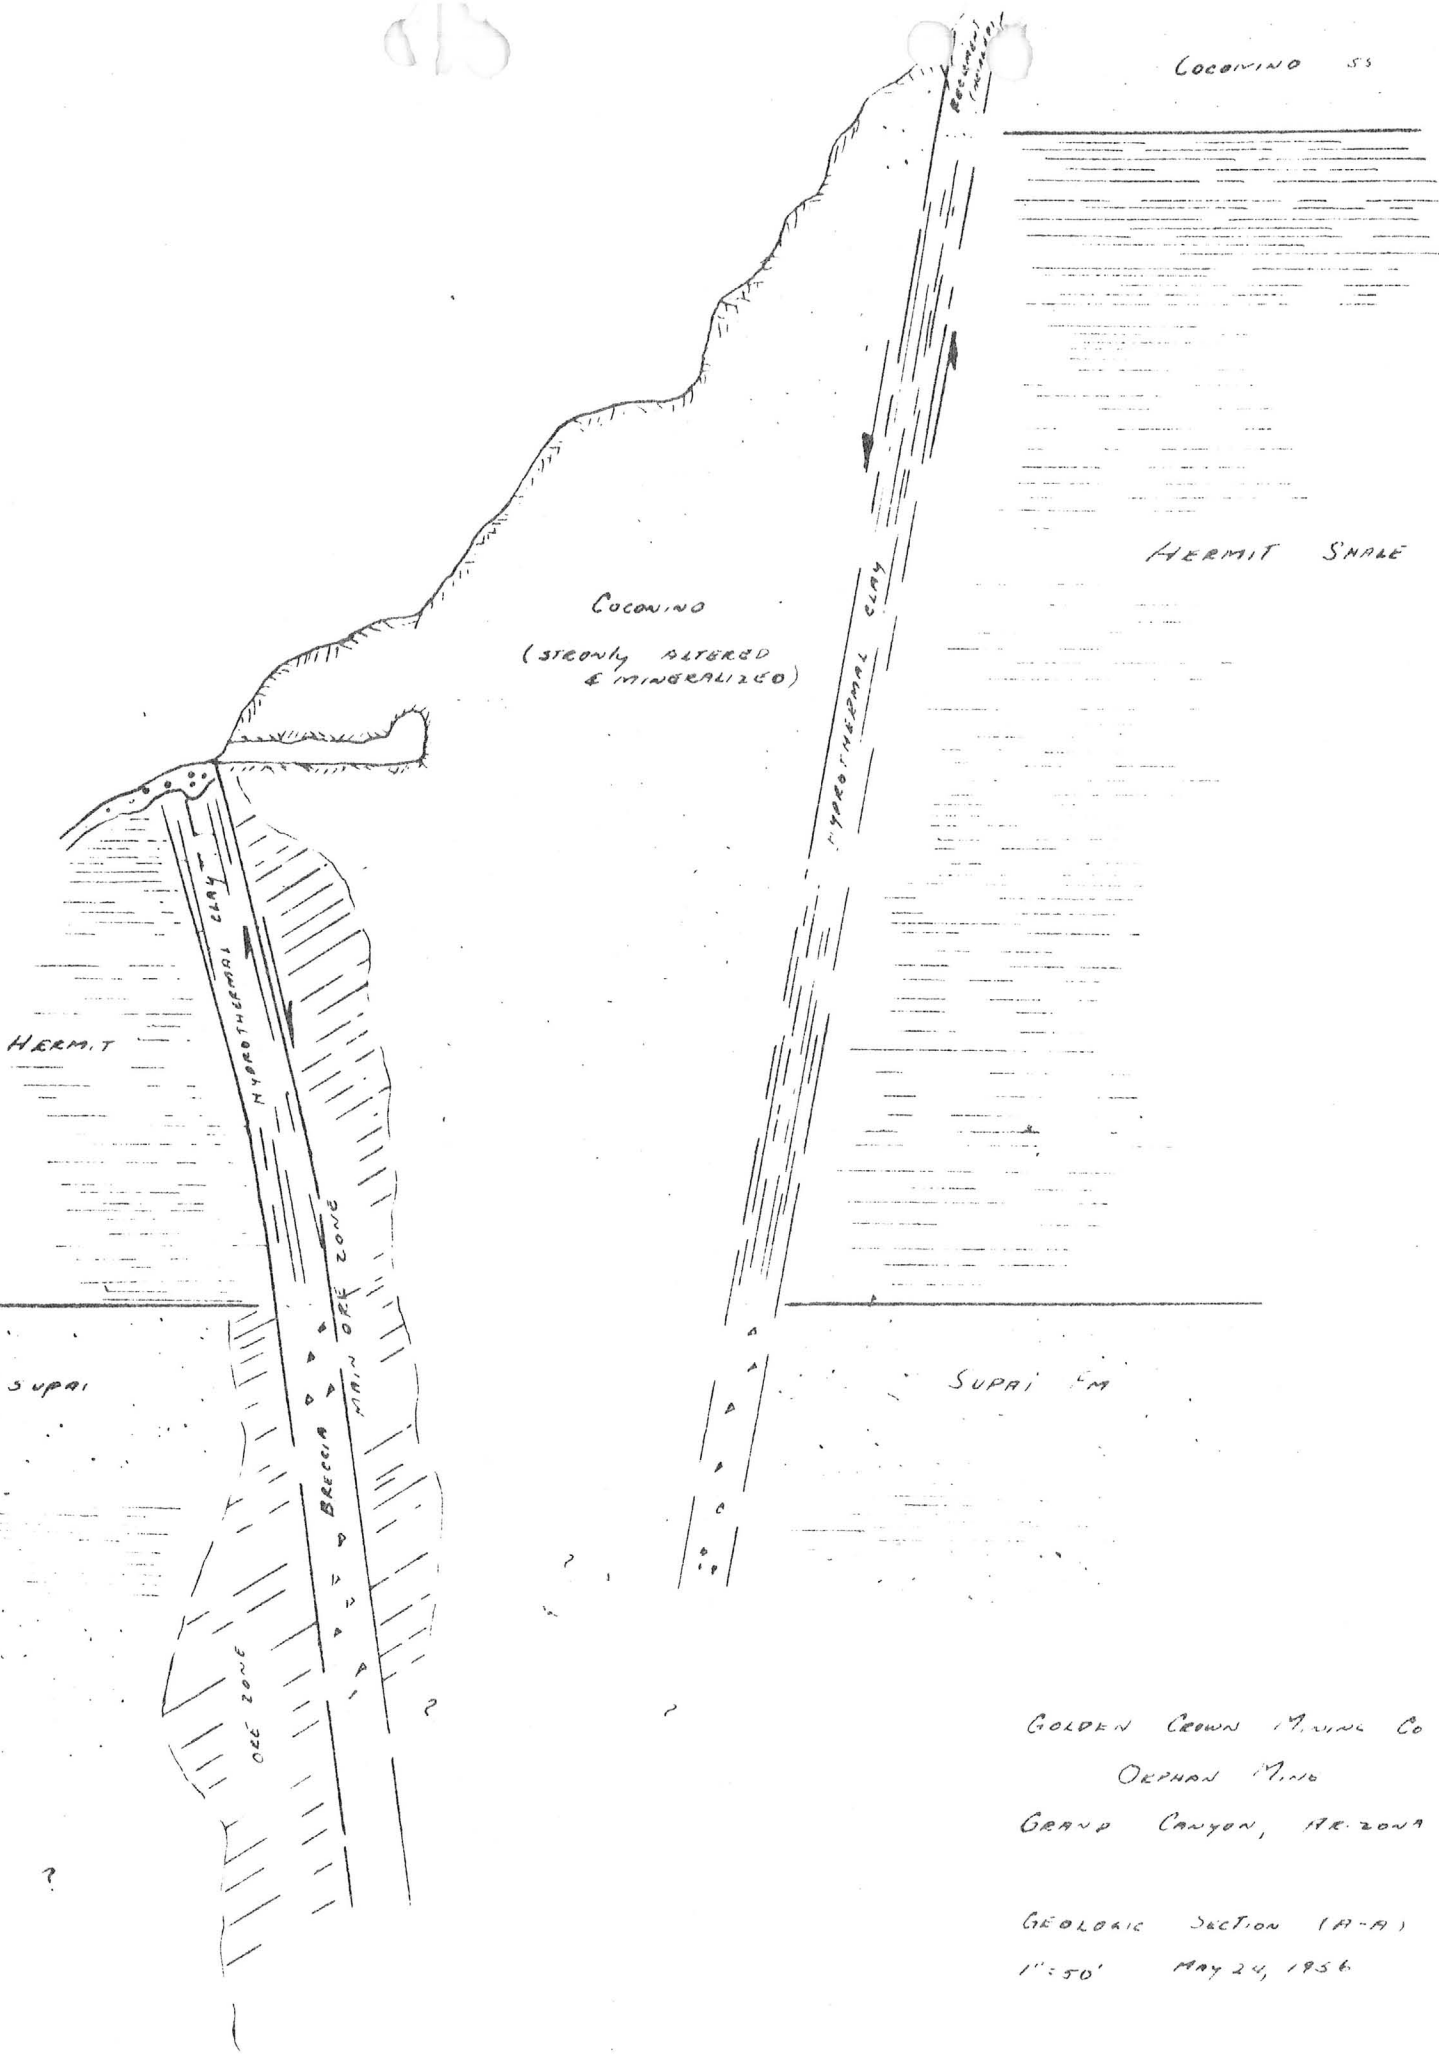 COCONINO SS
HERMIT SHALE
COCONINO
(STRONLY ALTERED
& MINERALIZED)
HYDROTHERMAL CLAY
HYDROTHERMAL CLAY
HERMIT
MAIN ORE ZONE
SUPAI
SUPAI FM
BRECCIA
?
ORE ZONE
?
?
?
GOLDEN CROWN MINING CO
ORPHAN MINE
GRAND CANYON, ARIZONA
GEOLOGIC SECTION (A-A)
1"=50' MAY 24, 1956